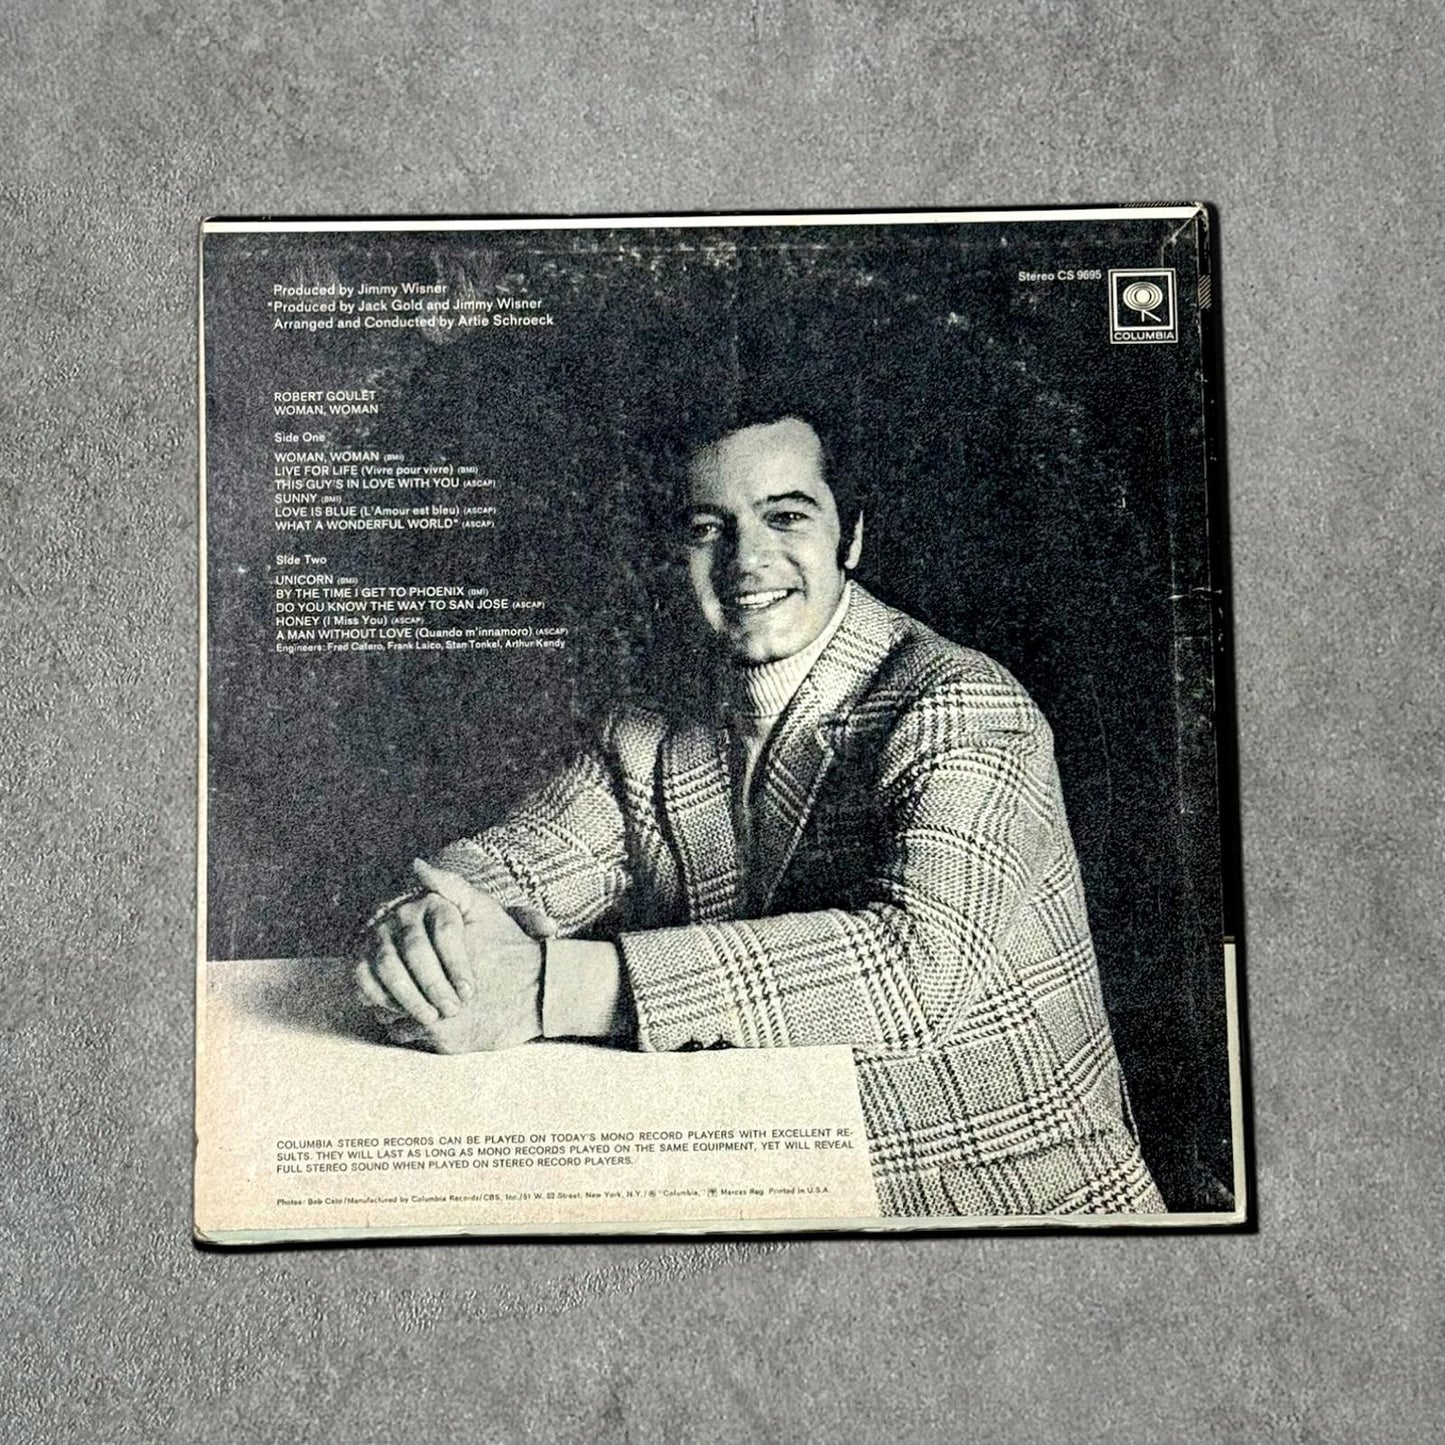 Produced by Jimmy Wisner
*Produced by Jack Gold and Jimmy Wisner
Arranged and Conducted by Artie Schroeck
Stereo CS 9695
COLUMBIA
ROBERT GOULET
WOMAN, WOMAN
Side One
WOMAN, WOMAN (BMI)
LIVE FOR LIFE (Vivre pour vivre) (BMI)
THIS GUY'S IN LOVE WITH YOU (ASCAP)
SUNNY (BMI)
LOVE IS BLUE (L'Amour est bleu) (ASCAP)
WHAT A WONDERFUL WORLD* (ASCAP)
Side Two
UNICORN (BMI)
BY THE TIME I GET TO PHOENIX (BMI)
DO YOU KNOW THE WAY TO SAN JOSE (ASCAP)
HONEY (I Miss You) (ASCAP)
A MAN WITHOUT LOVE (Quando m'innamoro) (ASCAP)
Engineers: Fred Catero, Frank Laico, Stan Tonkel, Arthur Kendy
COLUMBIA STEREO RECORDS CAN BE PLAYED ON TODAY'S MONO RECORD PLAYERS WITH EXCELLENT RE-
SULTS. THEY WILL LAST AS LONG AS MONO RECORDS PLAYED ON THE SAME EQUIPMENT, YET WILL REVEAL
FULL STEREO SOUND WHEN PLAYED ON STEREO RECORD PLAYERS.
Photos: Bob Cato/Manufactured by Columbia Records/CBS, Inc./51 W. 52 Street, New York, N.Y./® "Columbia," Marcas Reg. Printed in U.S.A.